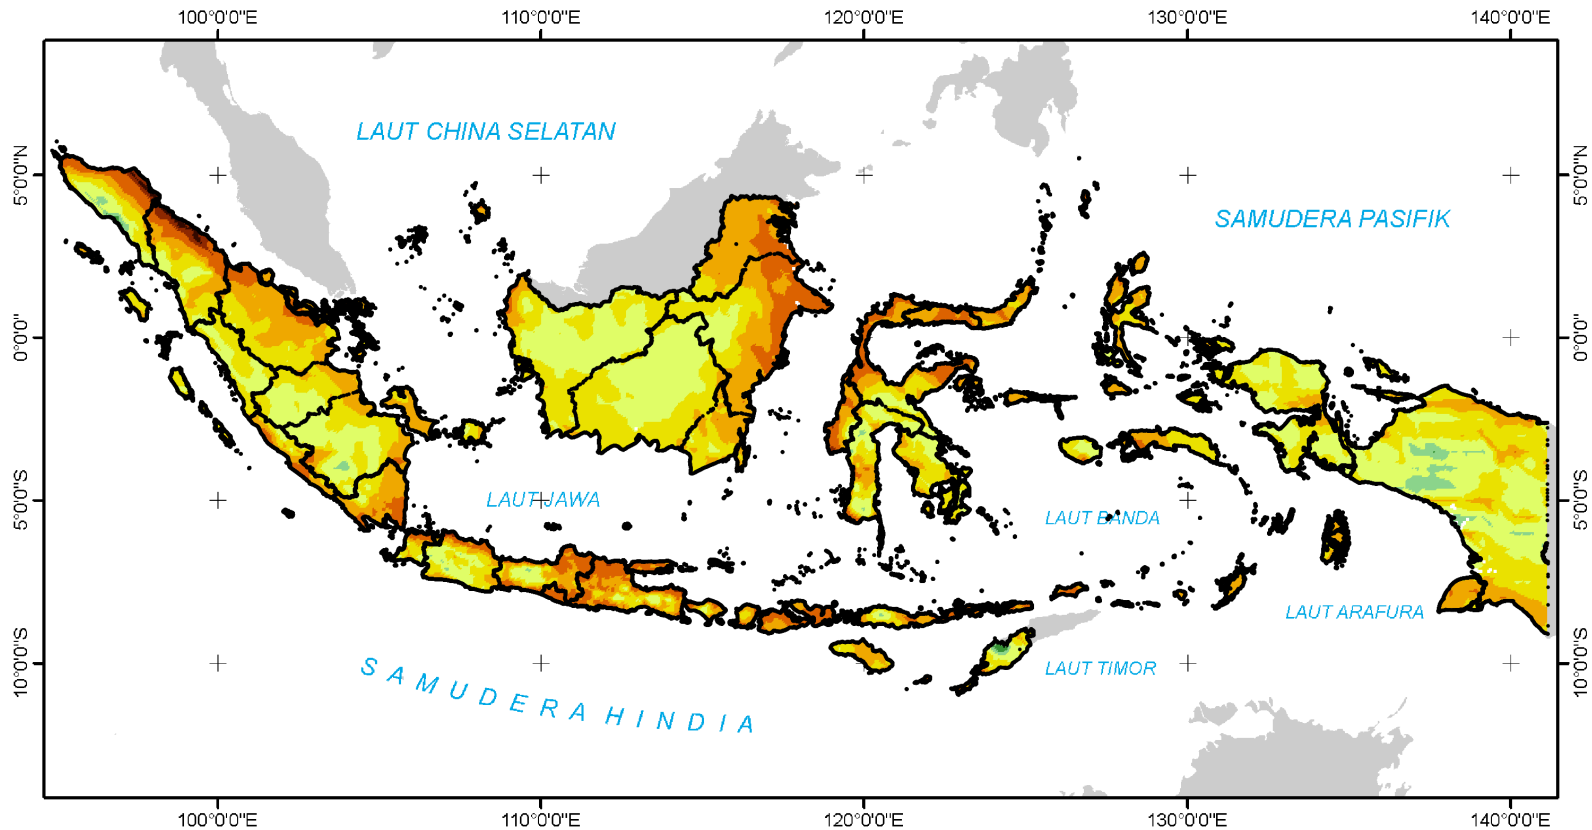 100°0'0"E 110°0'0"E 120°0'0"E 130°0'0"E 140°0'0"E
LAUT CHINA SELATAN
5°0'0"N 5°0'0"N
SAMUDERA PASIFIK
0°0'0" 0°0'0"
5°0'0"S 5°0'0"S
LAUT JAWA
LAUT BANDA
LAUT ARAFURA
10°0'0"S 10°0'0"S
LAUT TIMOR
SAMUDERA HINDIA
100°0'0"E 110°0'0"E 120°0'0"E 130°0'0"E 140°0'0"E